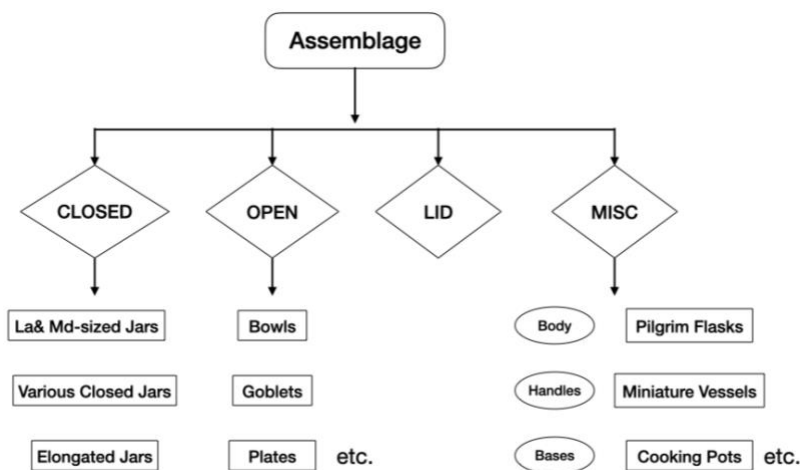 Assemblage
CLOSED
OPEN
LID
MISC
La& Md-sized Jars
Bowls
Body
Pilgrim Flasks
Various Closed Jars
Goblets
Handles
Miniature Vessels
Elongated Jars
Plates
etc.
Bases
Cooking Pots
etc.